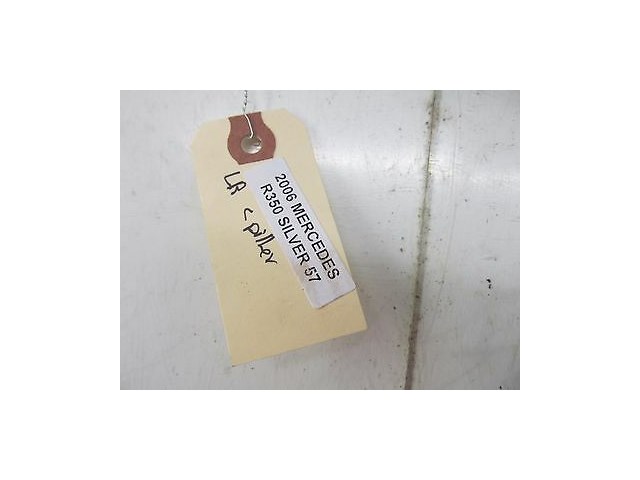 2006 MERCEDES
R350 SILVER 57
LR C piller